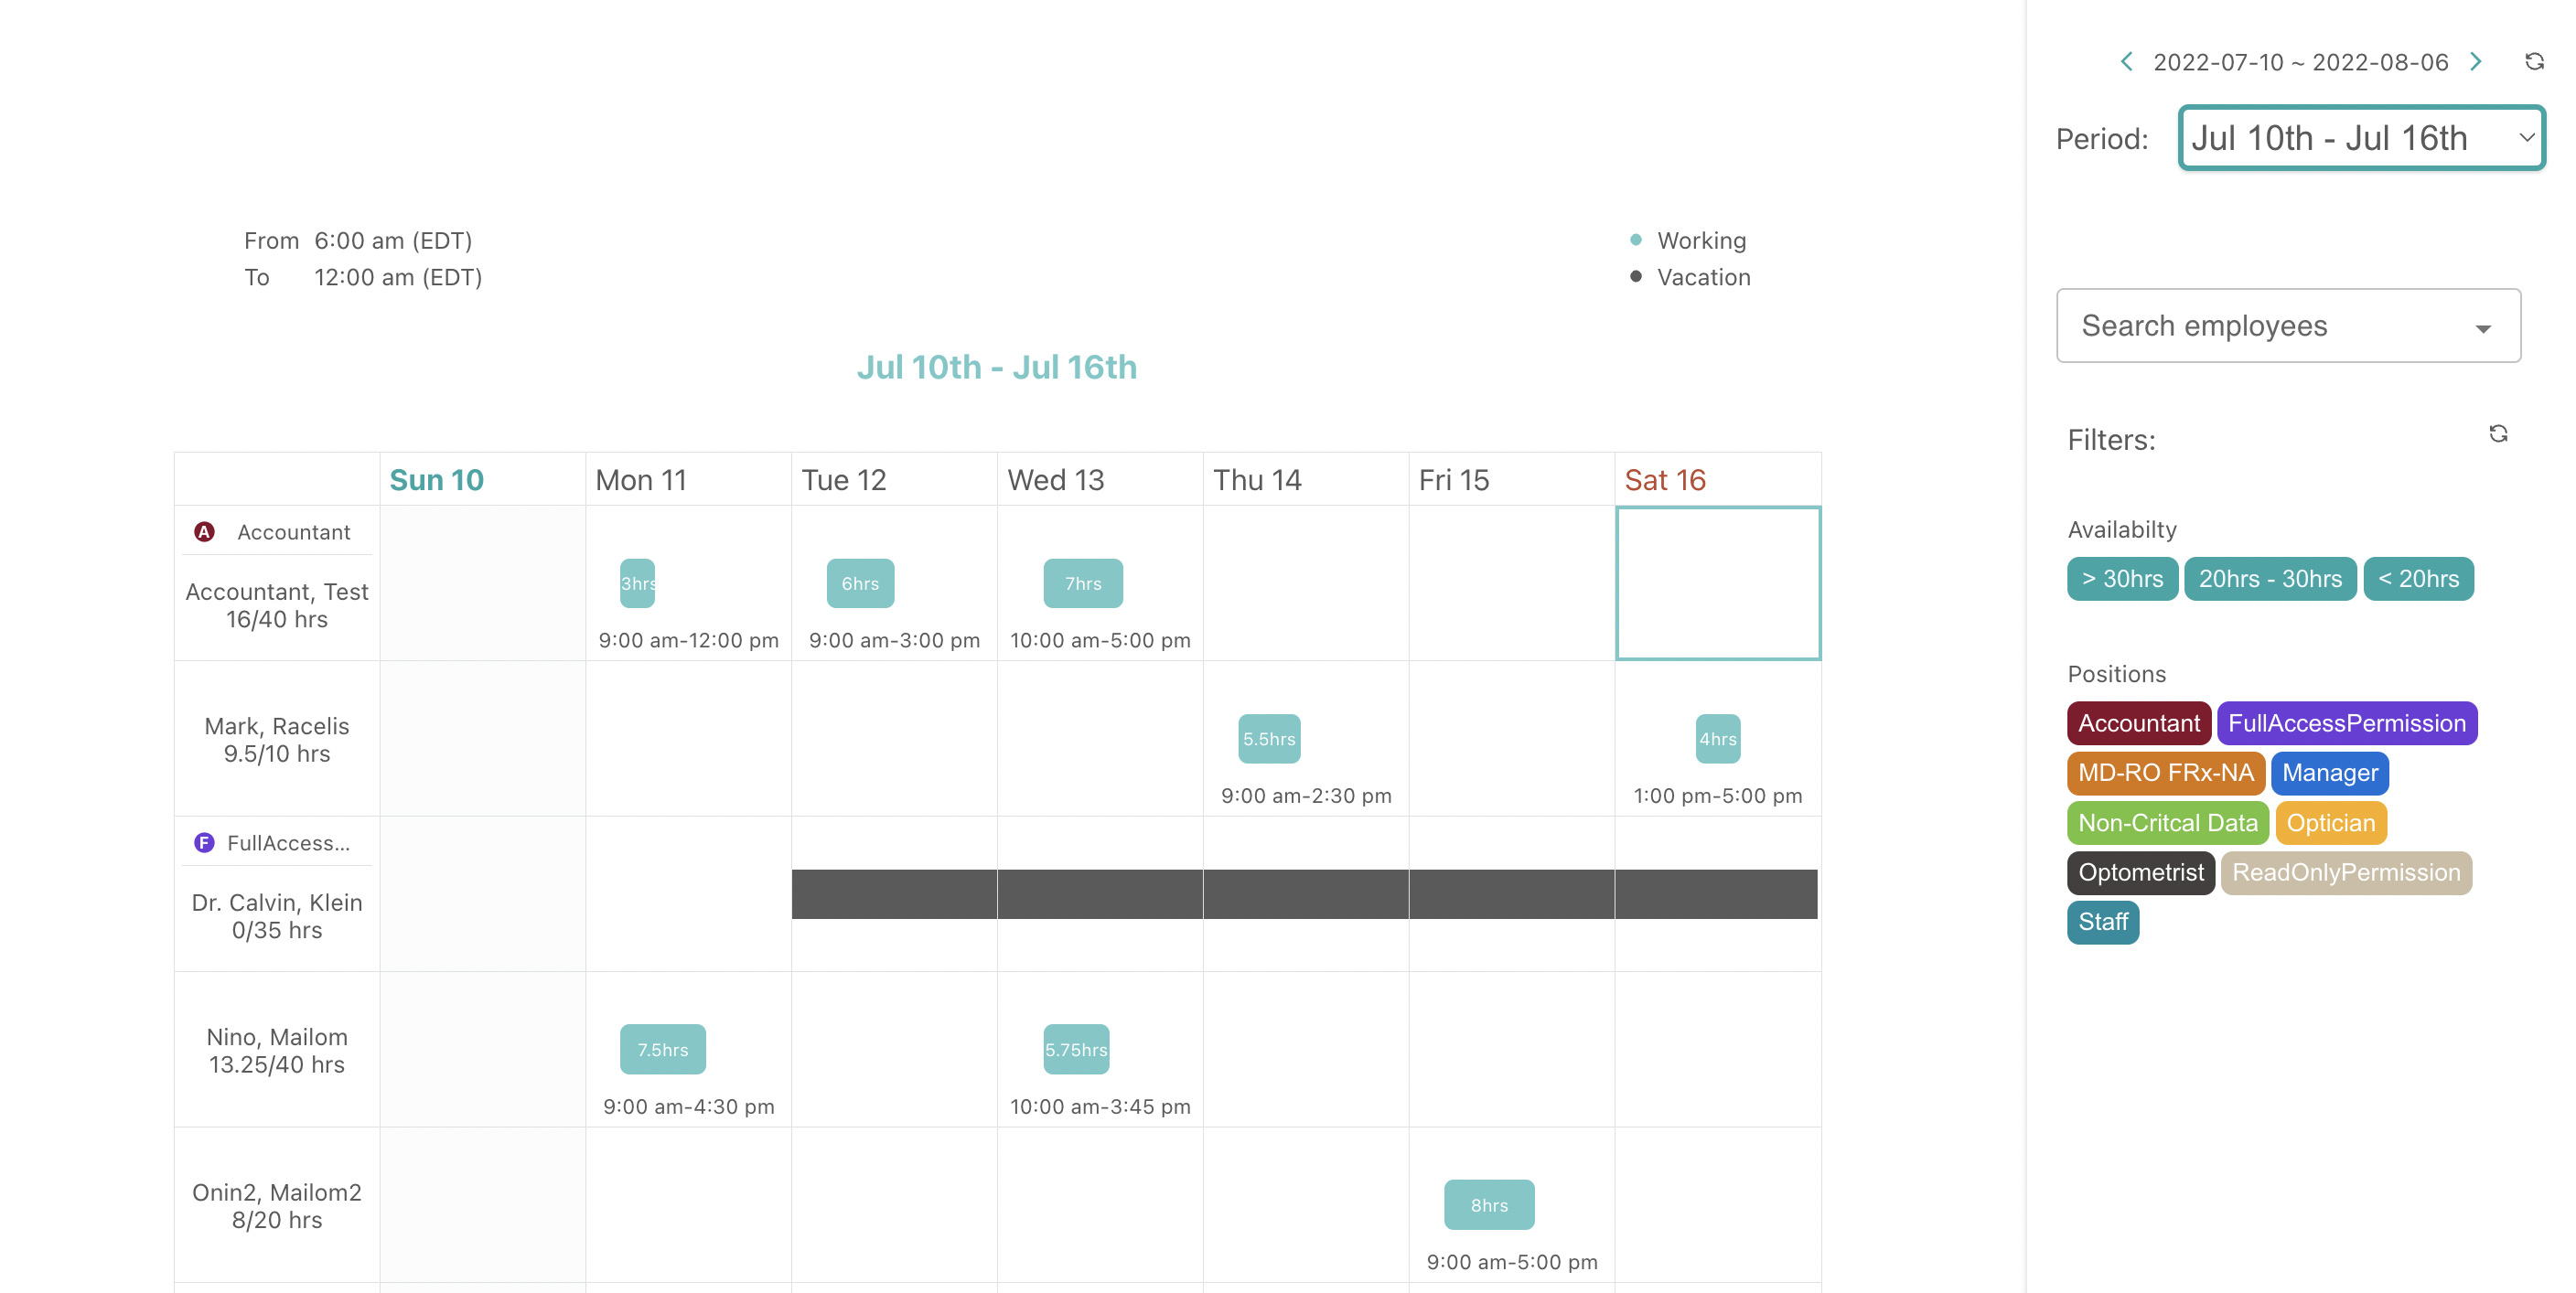 2022-07-10 ~ 2022-08-06
Period: Jul 10th - Jul 16th
From 6:00 am (EDT)
To 12:00 am (EDT)
Working
Vacation
Search employees
Jul 10th - Jul 16th
Filters:
Availabilty
> 30hrs 20hrs - 30hrs < 20hrs
Positions
Accountant FullAccessPermission
MD-RO FRx-NA Manager
Non-Critcal Data Optician
Optometrist ReadOnlyPermission
Staff
Sun 10 Mon 11 Tue 12 Wed 13 Thu 14 Fri 15 Sat 16
A Accountant
Accountant, Test
16/40 hrs
3hrs 6hrs 7hrs
9:00 am-12:00 pm 9:00 am-3:00 pm 10:00 am-5:00 pm
Mark, Racelis
9.5/10 hrs
5.5hrs 4hrs
9:00 am-2:30 pm 1:00 pm-5:00 pm
F FullAccess...
Dr. Calvin, Klein
0/35 hrs
Nino, Mailom
13.25/40 hrs
7.5hrs 5.75hrs
9:00 am-4:30 pm 10:00 am-3:45 pm
Onin2, Mailom2
8/20 hrs
8hrs
9:00 am-5:00 pm